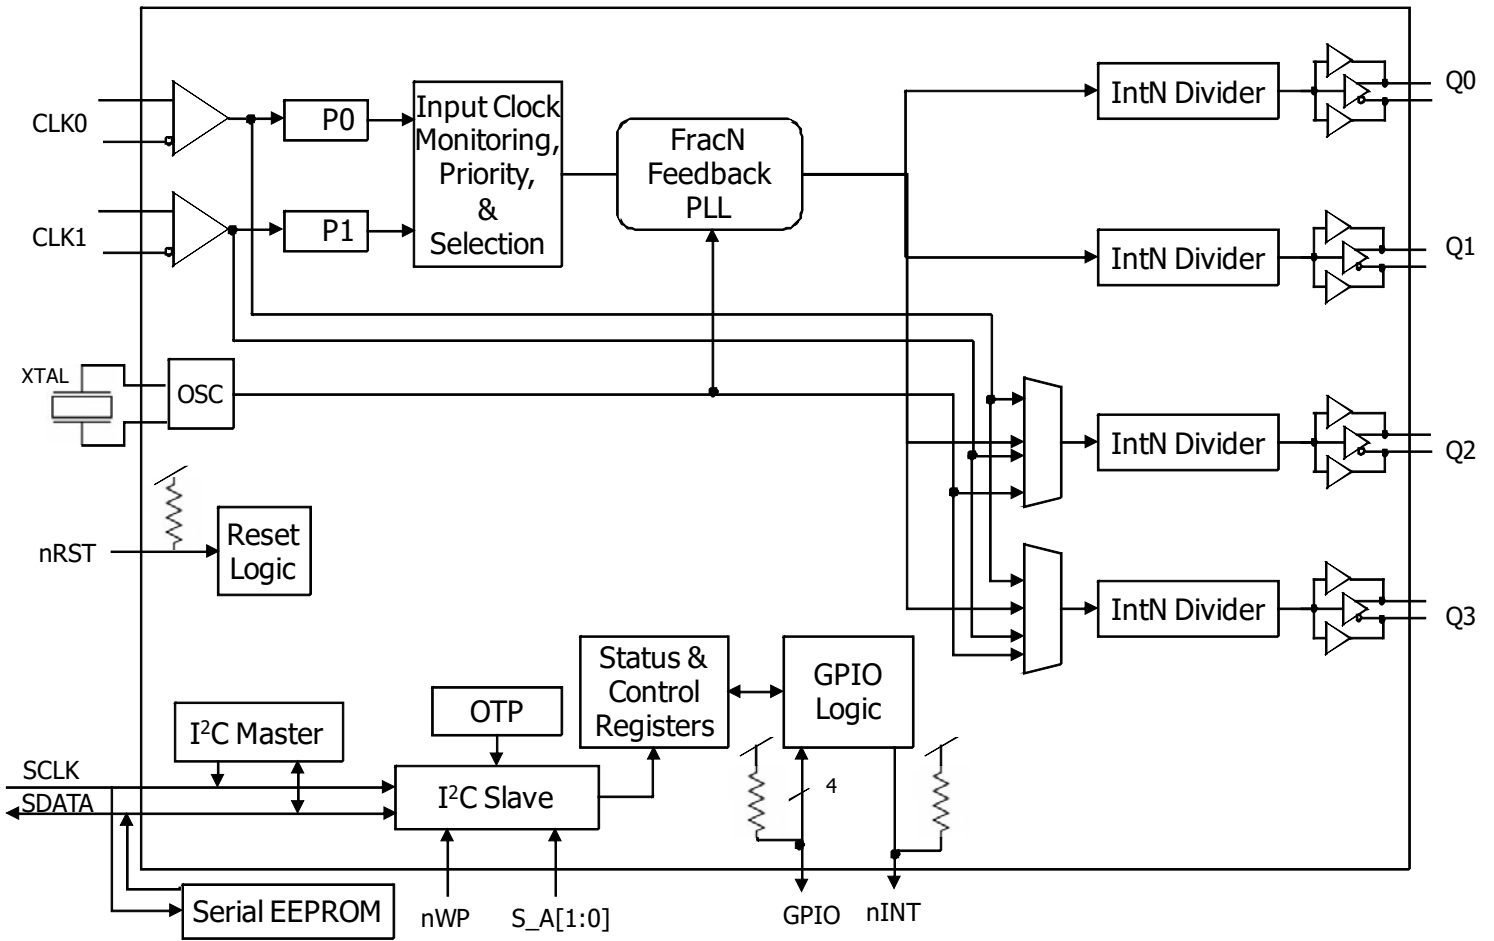 CLK0
P0
Input Clock
Monitoring,
Priority,
&
Selection
FracN
Feedback
PLL
IntN Divider
Q0
CLK1
P1
IntN Divider
Q1
XTAL
OSC
IntN Divider
Q2
nRST
Reset
Logic
IntN Divider
Q3
Status &
Control
Registers
GPIO
Logic
OTP
I²C Master
SCLK
SDATA
I²C Slave
4
Serial EEPROM
nWP
S_A[1:0]
GPIO
nINT